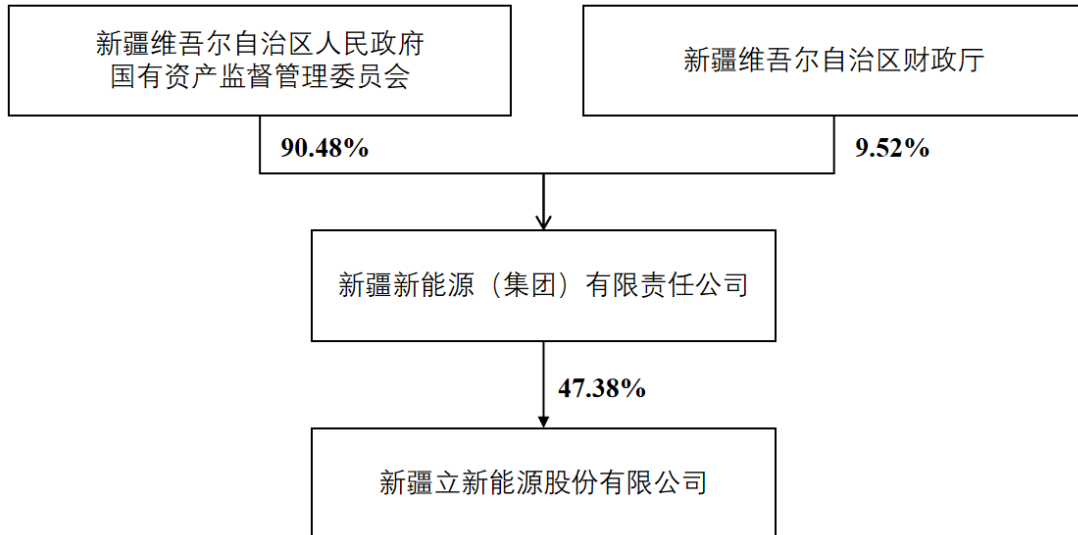 新疆维吾尔自治区人民政府
国有资产监督管理委员会
新疆维吾尔自治区财政厅
90.48%
9.52%
新疆新能源（集团）有限责任公司
47.38%
新疆立新能源股份有限公司